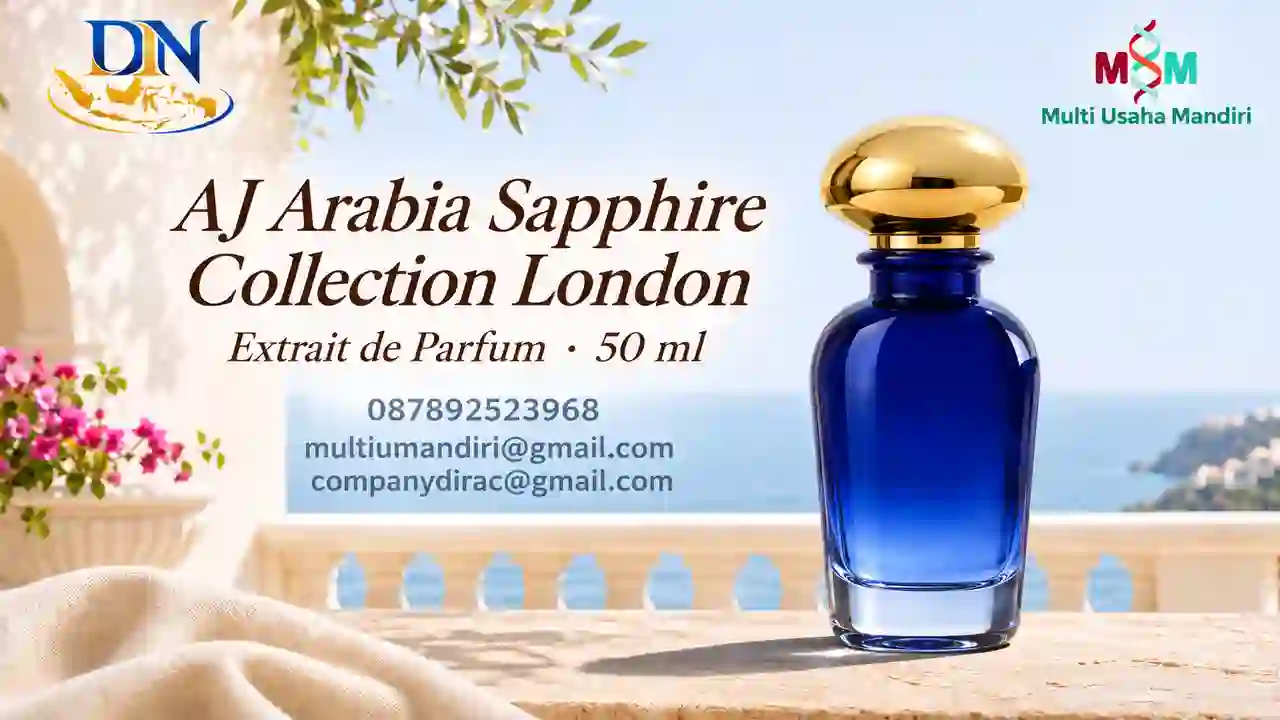 DN
MSM
Multi Usaha Mandiri
AJ Arabia Sapphire
Collection London
Extrait de Parfum · 50 ml
087892523968
multiumandiri@gmail.com
companydirac@gmail.com